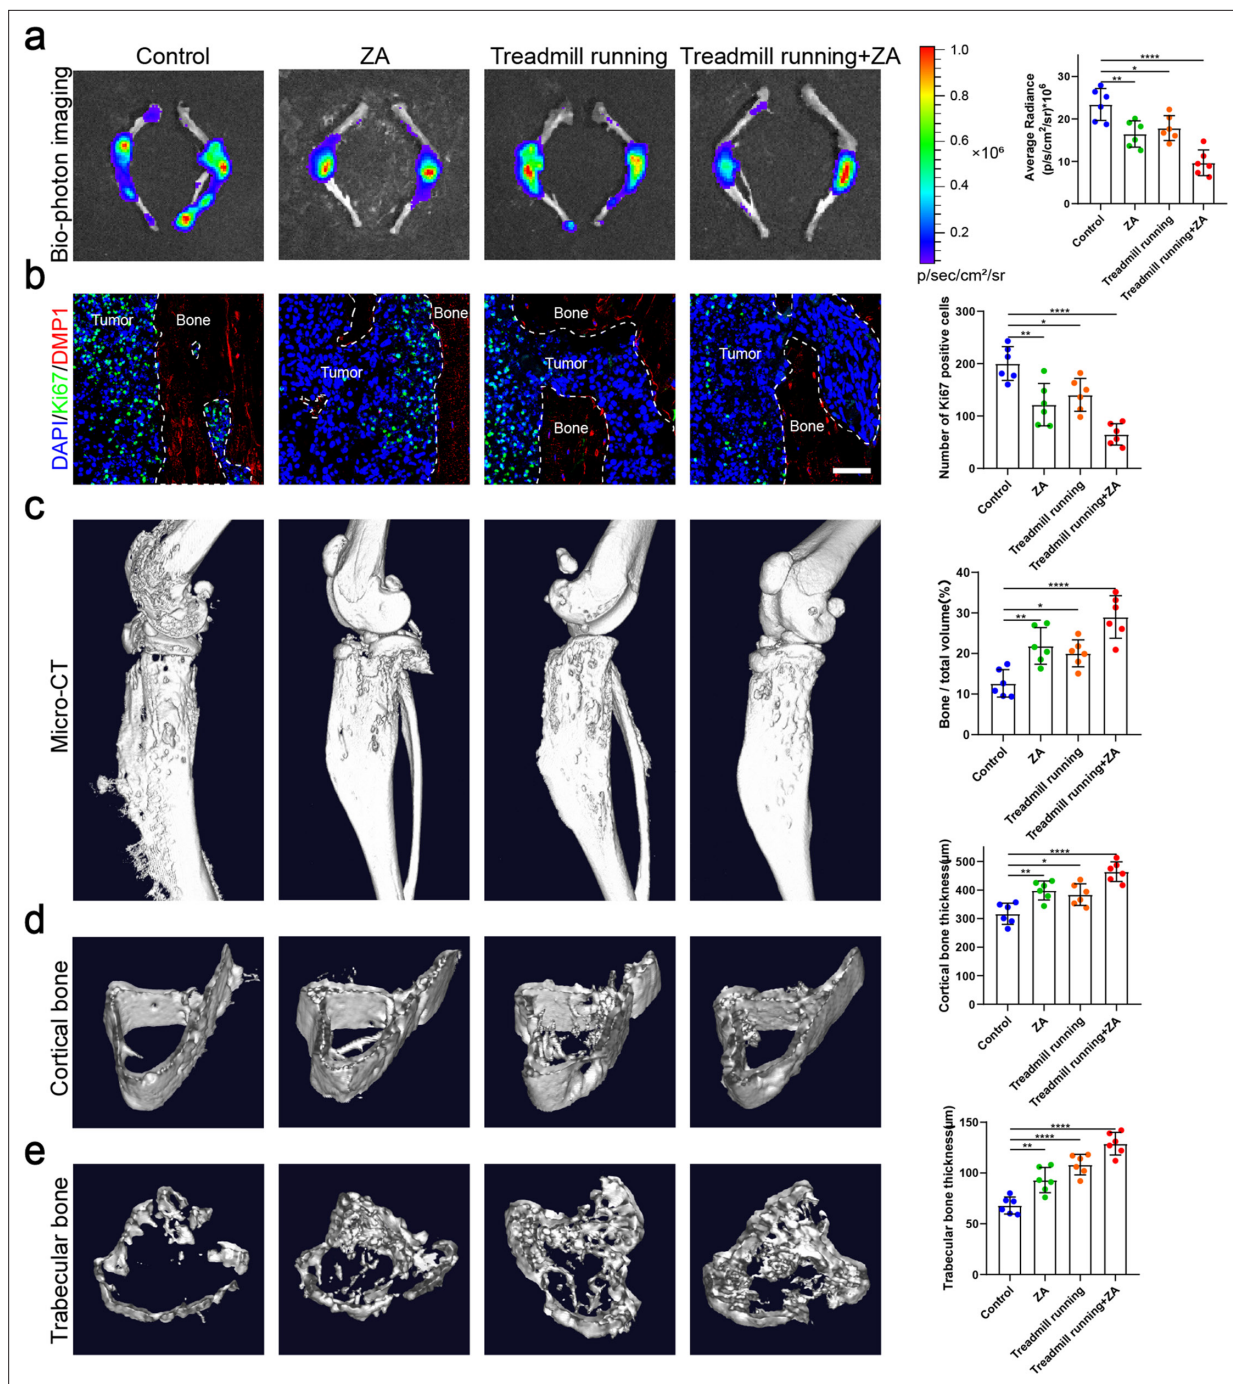 a
Control
ZA
Treadmill running
Treadmill running+ZA
Bio-photon imaging
1.0
0.8
0.6
×10⁶
0.4
0.2
p/sec/cm²/sr
Average Radiance
(p/s/cm²/sr)*10⁶
30
20
10
0
****
*
**
Control
ZA
Treadmill running
Treadmill running+ZA
b
DAPI/Ki67/DMP1
Tumor
Bone
Tumor
Bone
Bone
Tumor
Bone
Tumor
Bone
Number of Ki67 positive cells
300
200
100
0
****
*
**
Control
ZA
Treadmill running
Treadmill running+ZA
c
Micro-CT
Bone / total volume(%)
40
30
20
10
0
****
*
**
Control
ZA
Treadmill running
Treadmill running+ZA
d
Cortical bone
Cortical bone thickness(um)
500
400
300
200
100
0
****
*
**
Control
ZA
Treadmill running
Treadmill running+ZA
e
Trabecular bone
Trabecular bone thickness(um)
150
100
50
0
****
****
**
Control
ZA
Treadmill running
Treadmill running+ZA